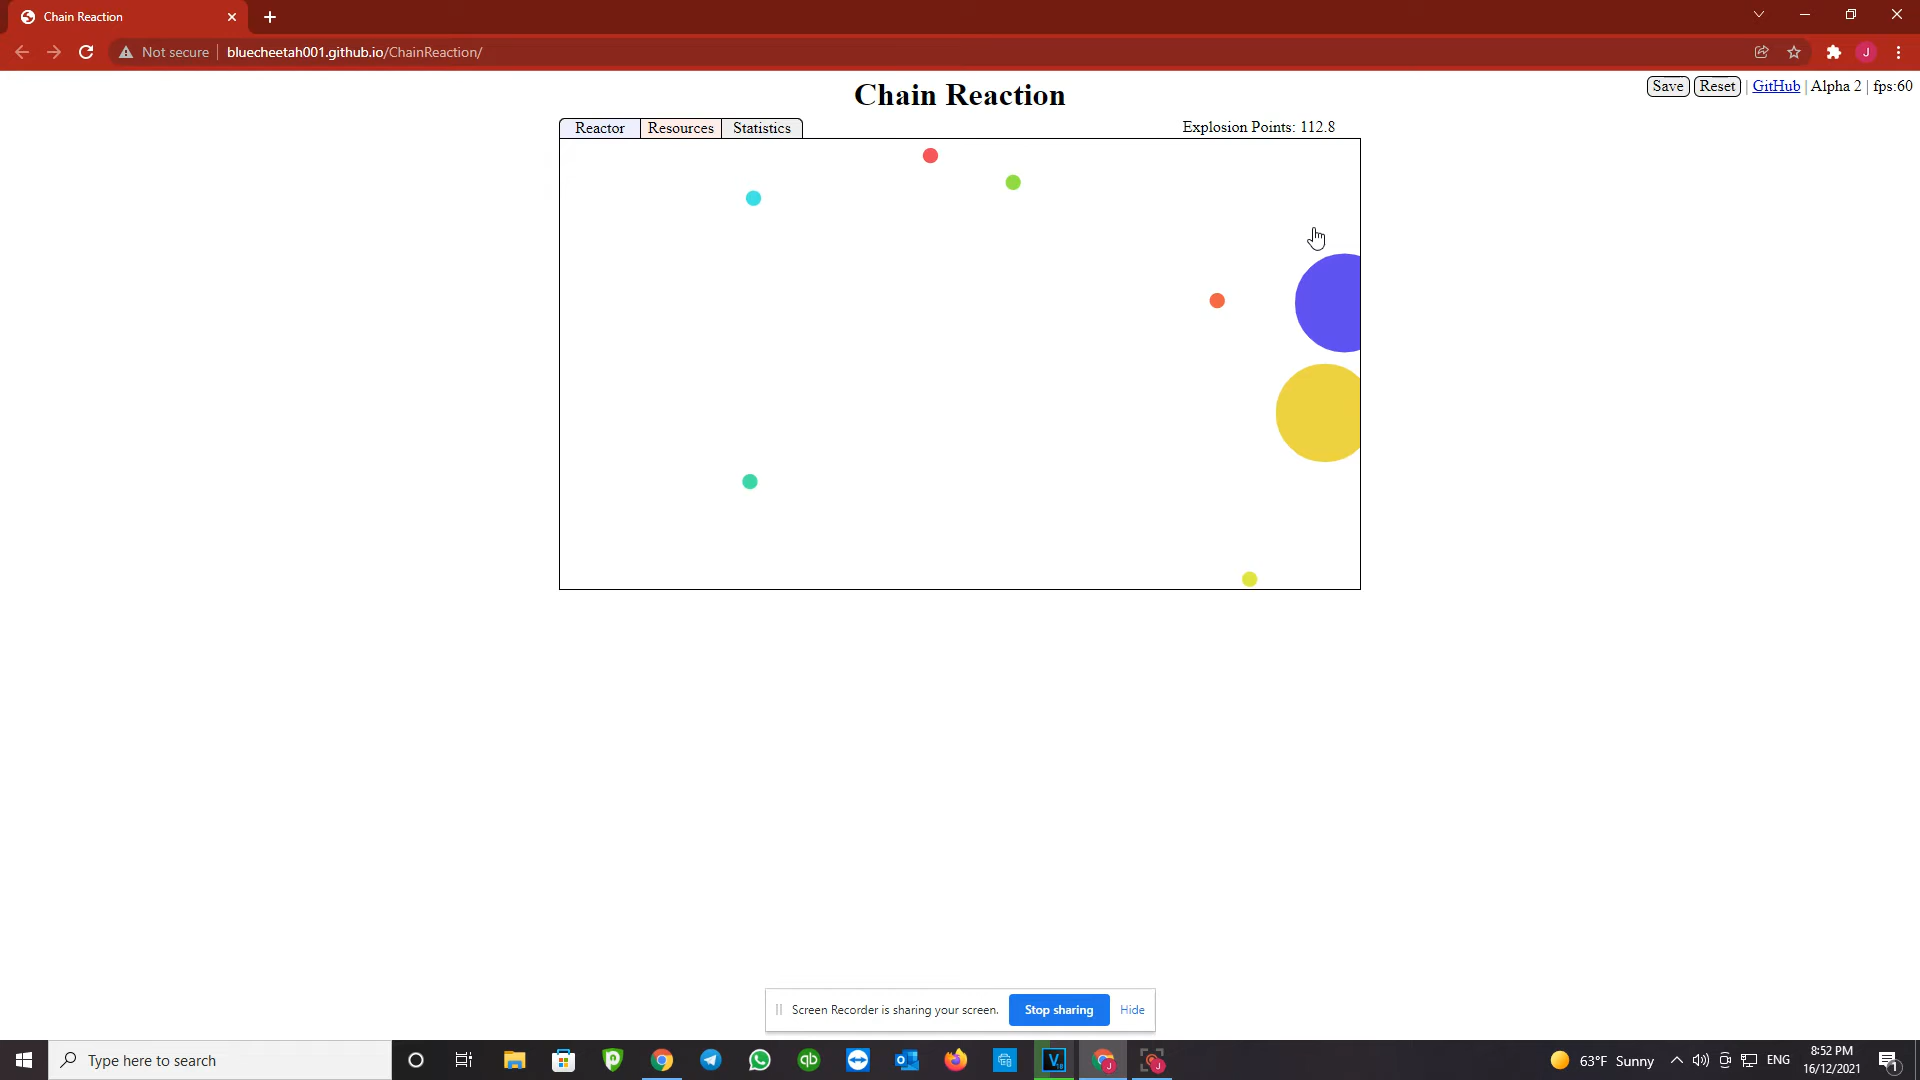 Chain Reaction
Not secure
bluecheetah001.github.io/ChainReaction/
J
Chain Reaction
Save Reset | GitHub | Alpha 2 | fps:60
Reactor Resources Statistics Explosion Points: 112.8
Screen Recorder is sharing your screen. Stop sharing Hide
Type here to search
63°F Sunny
ENG
8:52 PM
16/12/2021
1